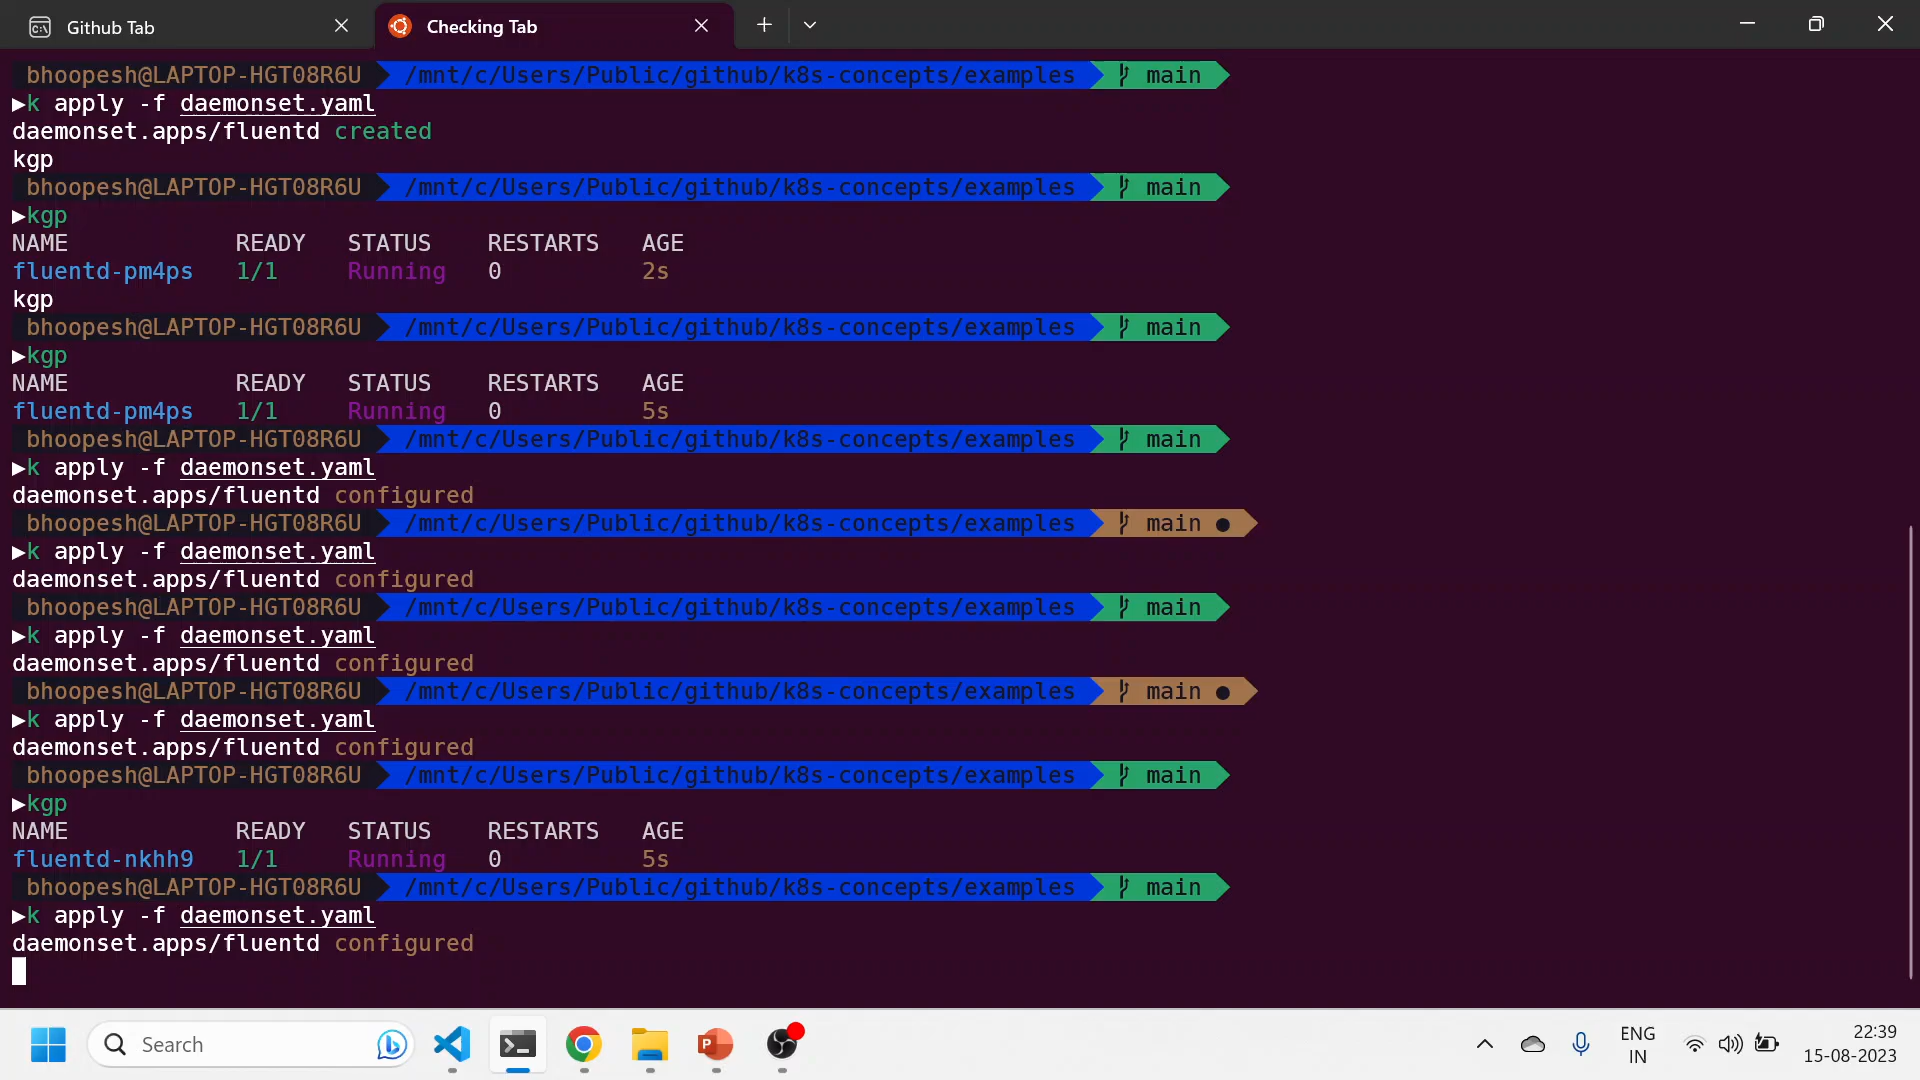 Github Tab
Checking Tab
bhoopesh@LAPTOP-HGT08R6U /mnt/c/Users/Public/github/k8s-concepts/examples main
▶k apply -f daemonset.yaml
daemonset.apps/fluentd created
kgp
bhoopesh@LAPTOP-HGT08R6U /mnt/c/Users/Public/github/k8s-concepts/examples main
▶kgp
NAME READY STATUS RESTARTS AGE
fluentd-pm4ps 1/1 Running 0 2s
kgp
bhoopesh@LAPTOP-HGT08R6U /mnt/c/Users/Public/github/k8s-concepts/examples main
▶kgp
NAME READY STATUS RESTARTS AGE
fluentd-pm4ps 1/1 Running 0 5s
bhoopesh@LAPTOP-HGT08R6U /mnt/c/Users/Public/github/k8s-concepts/examples main
▶k apply -f daemonset.yaml
daemonset.apps/fluentd configured
bhoopesh@LAPTOP-HGT08R6U /mnt/c/Users/Public/github/k8s-concepts/examples main ●
▶k apply -f daemonset.yaml
daemonset.apps/fluentd configured
bhoopesh@LAPTOP-HGT08R6U /mnt/c/Users/Public/github/k8s-concepts/examples main
▶k apply -f daemonset.yaml
daemonset.apps/fluentd configured
bhoopesh@LAPTOP-HGT08R6U /mnt/c/Users/Public/github/k8s-concepts/examples main ●
▶k apply -f daemonset.yaml
daemonset.apps/fluentd configured
bhoopesh@LAPTOP-HGT08R6U /mnt/c/Users/Public/github/k8s-concepts/examples main
▶kgp
NAME READY STATUS RESTARTS AGE
fluentd-nkhh9 1/1 Running 0 5s
bhoopesh@LAPTOP-HGT08R6U /mnt/c/Users/Public/github/k8s-concepts/examples main
▶k apply -f daemonset.yaml
daemonset.apps/fluentd configured
Search
ENG
IN
22:39
15-08-2023